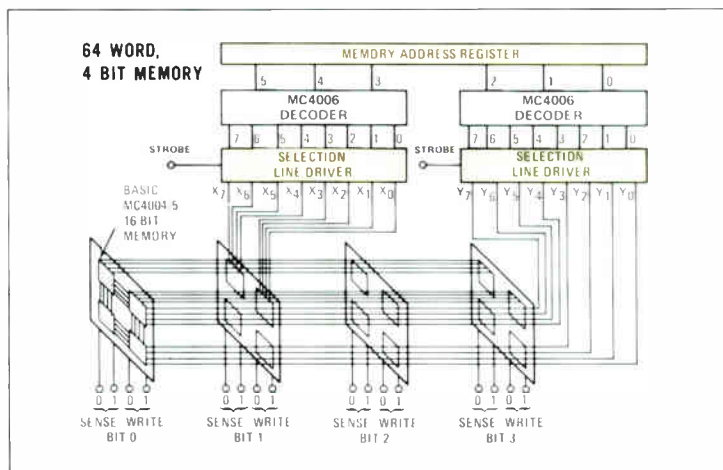 64 WORD,
4 BIT MEMORY
MEMORY ADDRESS REGISTER
5 4 3 2 1 0
MC4006
DECODER
MC4006
DECODER
7 6 5 4 3 2 1 0
7 6 5 4 3 2 1 0
STROBE
SELECTION
LINE DRIVER
STROBE
SELECTION
LINE DRIVER
X7 X6 X5 X4 X3 X2 X1 X0
Y7 Y6 Y5 Y4 Y3 Y2 Y1 Y0
BASIC
MC4004.5
16 BIT
MEMORY
0 1 0 1
0 1 0 1
0 1 0 1
0 1 0 1
SENSE WRITE
SENSE WRITE
SENSE WRITE
SENSE WRITE
BIT 0
BIT 1
BIT 2
BIT 3